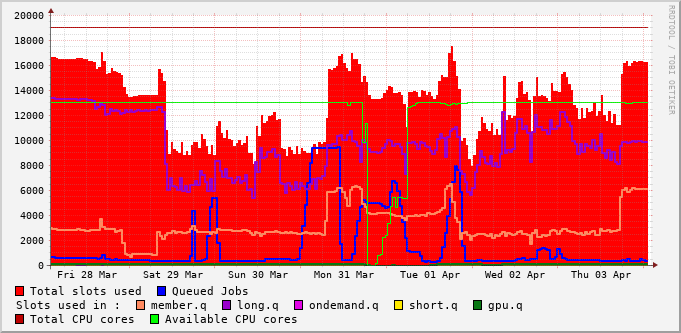 20000
18000
16000
14000
12000
10000
8000
6000
4000
2000
0
Fri 28 Mar Sat 29 Mar Sun 30 Mar Mon 31 Mar Tue 01 Apr Wed 02 Apr Thu 03 Apr
RRDTOOL / TOBI OETIKER
Total slots used Queued Jobs
Slots used in : member.q long.q ondemand.q short.q gpu.q
Total CPU cores Available CPU cores